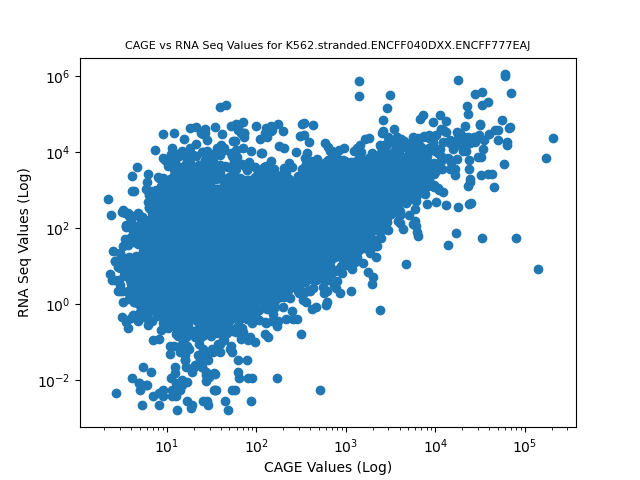 CAGE vs RNA Seq Values for K562.stranded.ENCFF040DXX.ENCFF777EAJ
RNA Seq Values (Log)
10^6
10^4
10^2
10^0
10^−2
10^1 10^2 10^3 10^4 10^5
CAGE Values (Log)